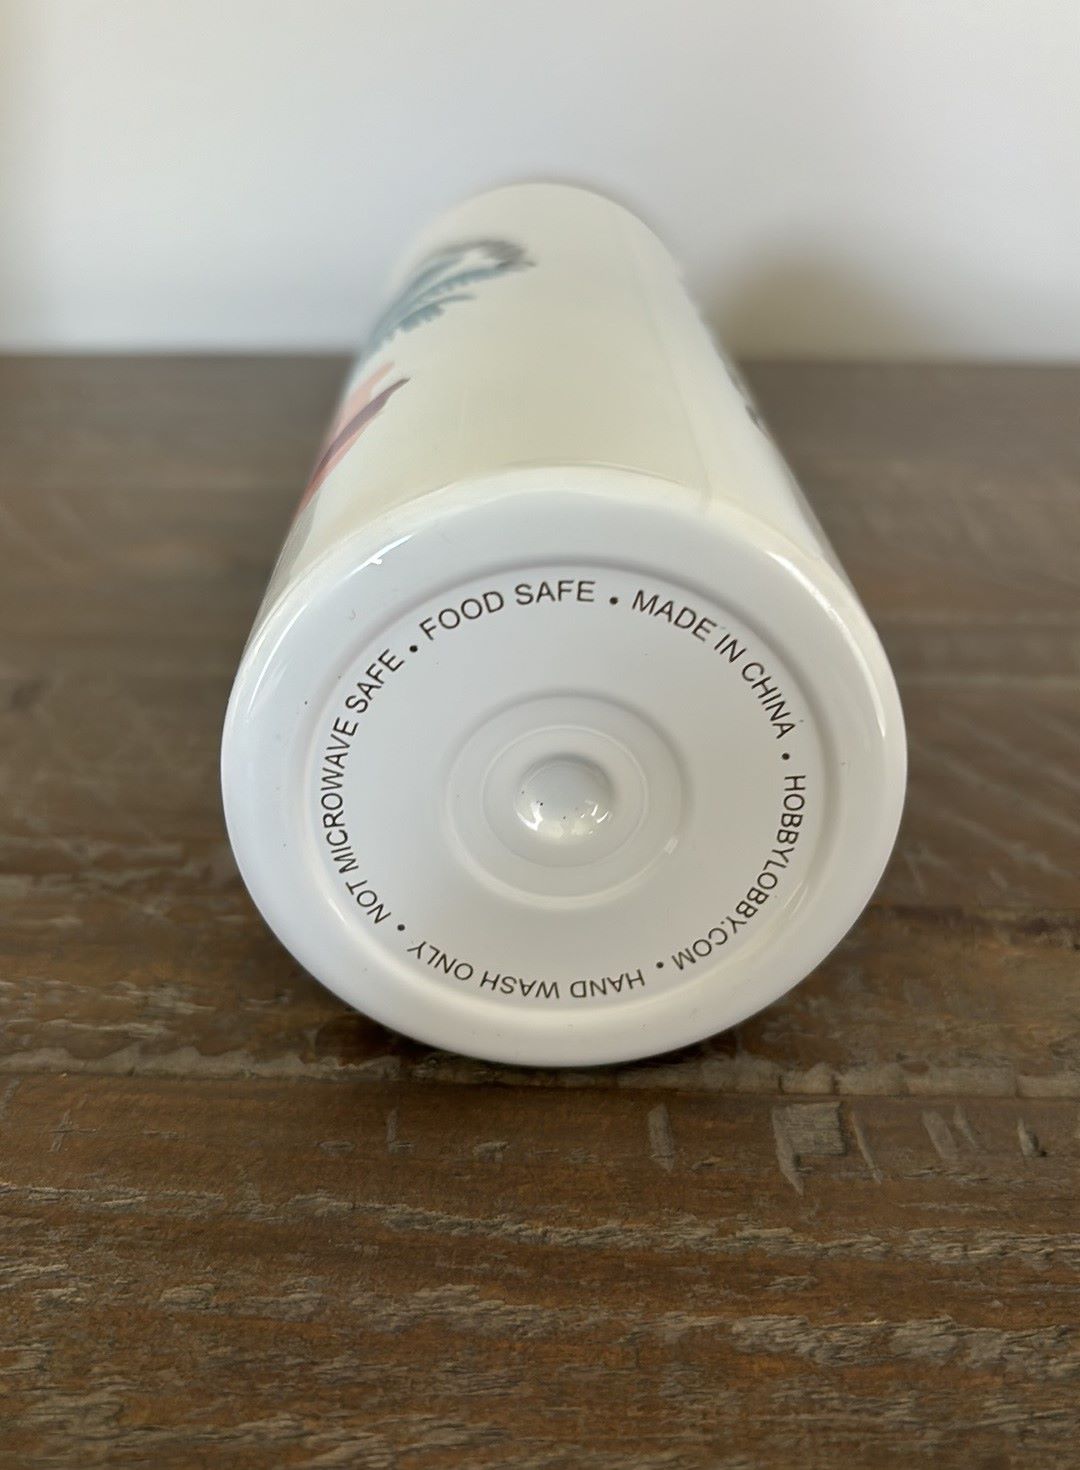 FOOD SAFE • MADE IN CHINA • HOBBYLOBBY.COM • HAND WASH ONLY • NOT MICROWAVE SAFE •